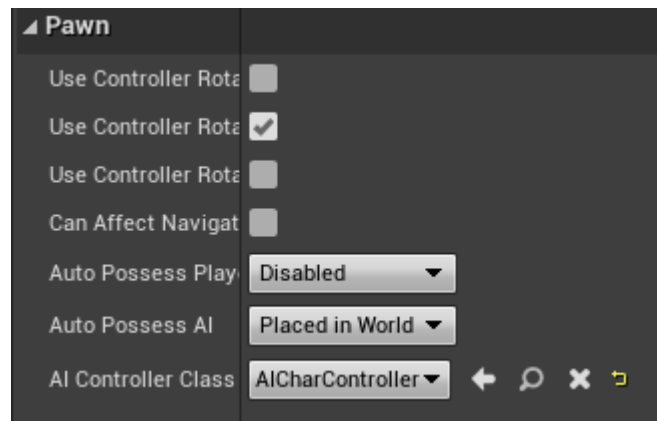 Pawn
Use Controller Rota
Use Controller Rota
Use Controller Rota
Can Affect Navigat
Auto Possess Play Disabled
Auto Possess AI Placed in World
AI Controller Class AICharController